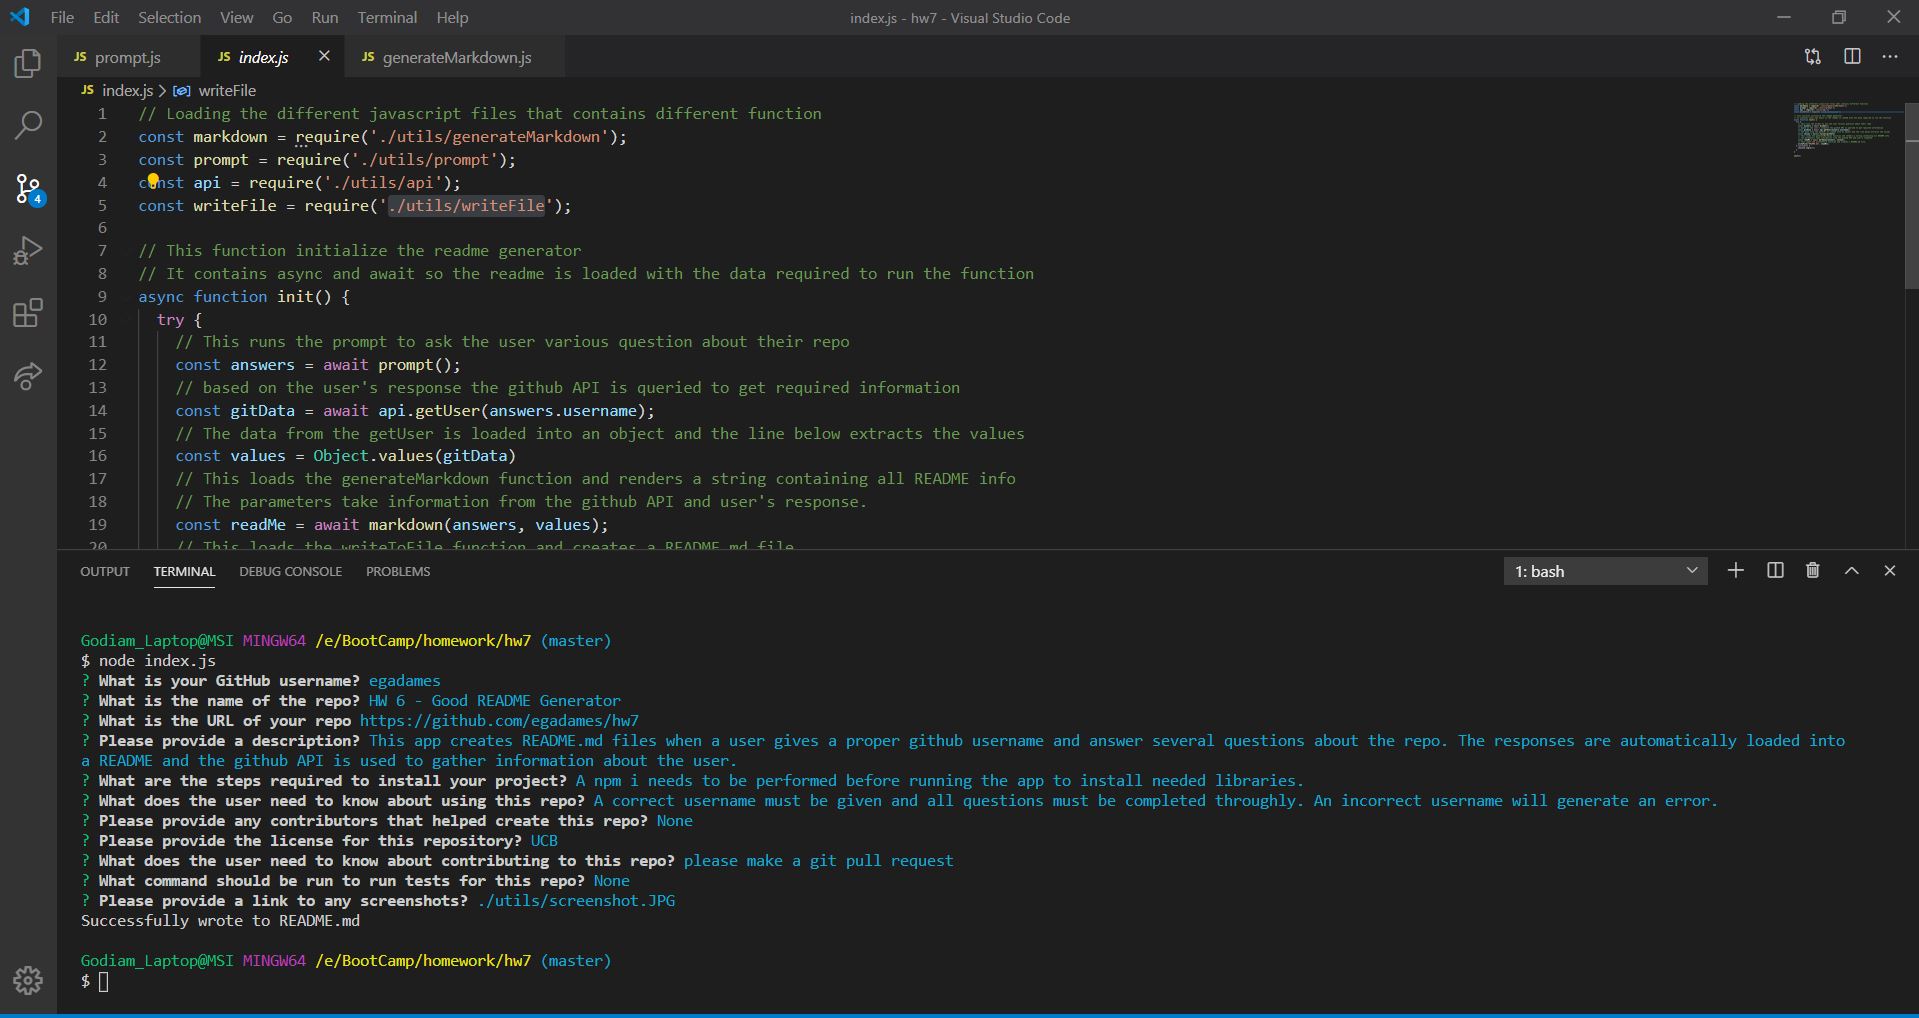 File Edit Selection View Go Run Terminal Help index.js - hw7 - Visual Studio Code
JS prompt.js JS index.js JS generateMarkdown.js
JS index.js > writeFile
1 // Loading the different javascript files that contains different function
2 const markdown = require('./utils/generateMarkdown');
3 const prompt = require('./utils/prompt');
4 const api = require('./utils/api');
5 const writeFile = require('./utils/writeFile');
6
7 // This function initialize the readme generator
8 // It contains async and await so the readme is loaded with the data required to run the function
9 async function init() {
10 try {
11 // This runs the prompt to ask the user various question about their repo
12 const answers = await prompt();
13 // based on the user's response the github API is queried to get required information
14 const gitData = await api.getUser(answers.username);
15 // The data from the getUser is loaded into an object and the line below extracts the values
16 const values = Object.values(gitData)
17 // This loads the generateMarkdown function and renders a string containing all README info
18 // The parameters take information from the github API and user's response.
19 const readMe = await markdown(answers, values);
20 // This loads the writeToFile function and creates a README.md file
4
OUTPUT TERMINAL DEBUG CONSOLE PROBLEMS 1: bash
Godiam_Laptop@MSI MINGW64 /e/BootCamp/homework/hw7 (master)
$ node index.js
? What is your GitHub username? egadames
? What is the name of the repo? HW 6 - Good README Generator
? What is the URL of your repo https://github.com/egadames/hw7
? Please provide a description? This app creates README.md files when a user gives a proper github username and answer several questions about the repo. The responses are automatically loaded into
a README and the github API is used to gather information about the user.
? What are the steps required to install your project? A npm i needs to be performed before running the app to install needed libraries.
? What does the user need to know about using this repo? A correct username must be given and all questions must be completed throughly. An incorrect username will generate an error.
? Please provide any contributors that helped create this repo? None
? Please provide the license for this repository? UCB
? What does the user need to know about contributing to this repo? please make a git pull request
? What command should be run to run tests for this repo? None
? Please provide a link to any screenshots? ./utils/screenshot.JPG
Successfully wrote to README.md
Godiam_Laptop@MSI MINGW64 /e/BootCamp/homework/hw7 (master)
$